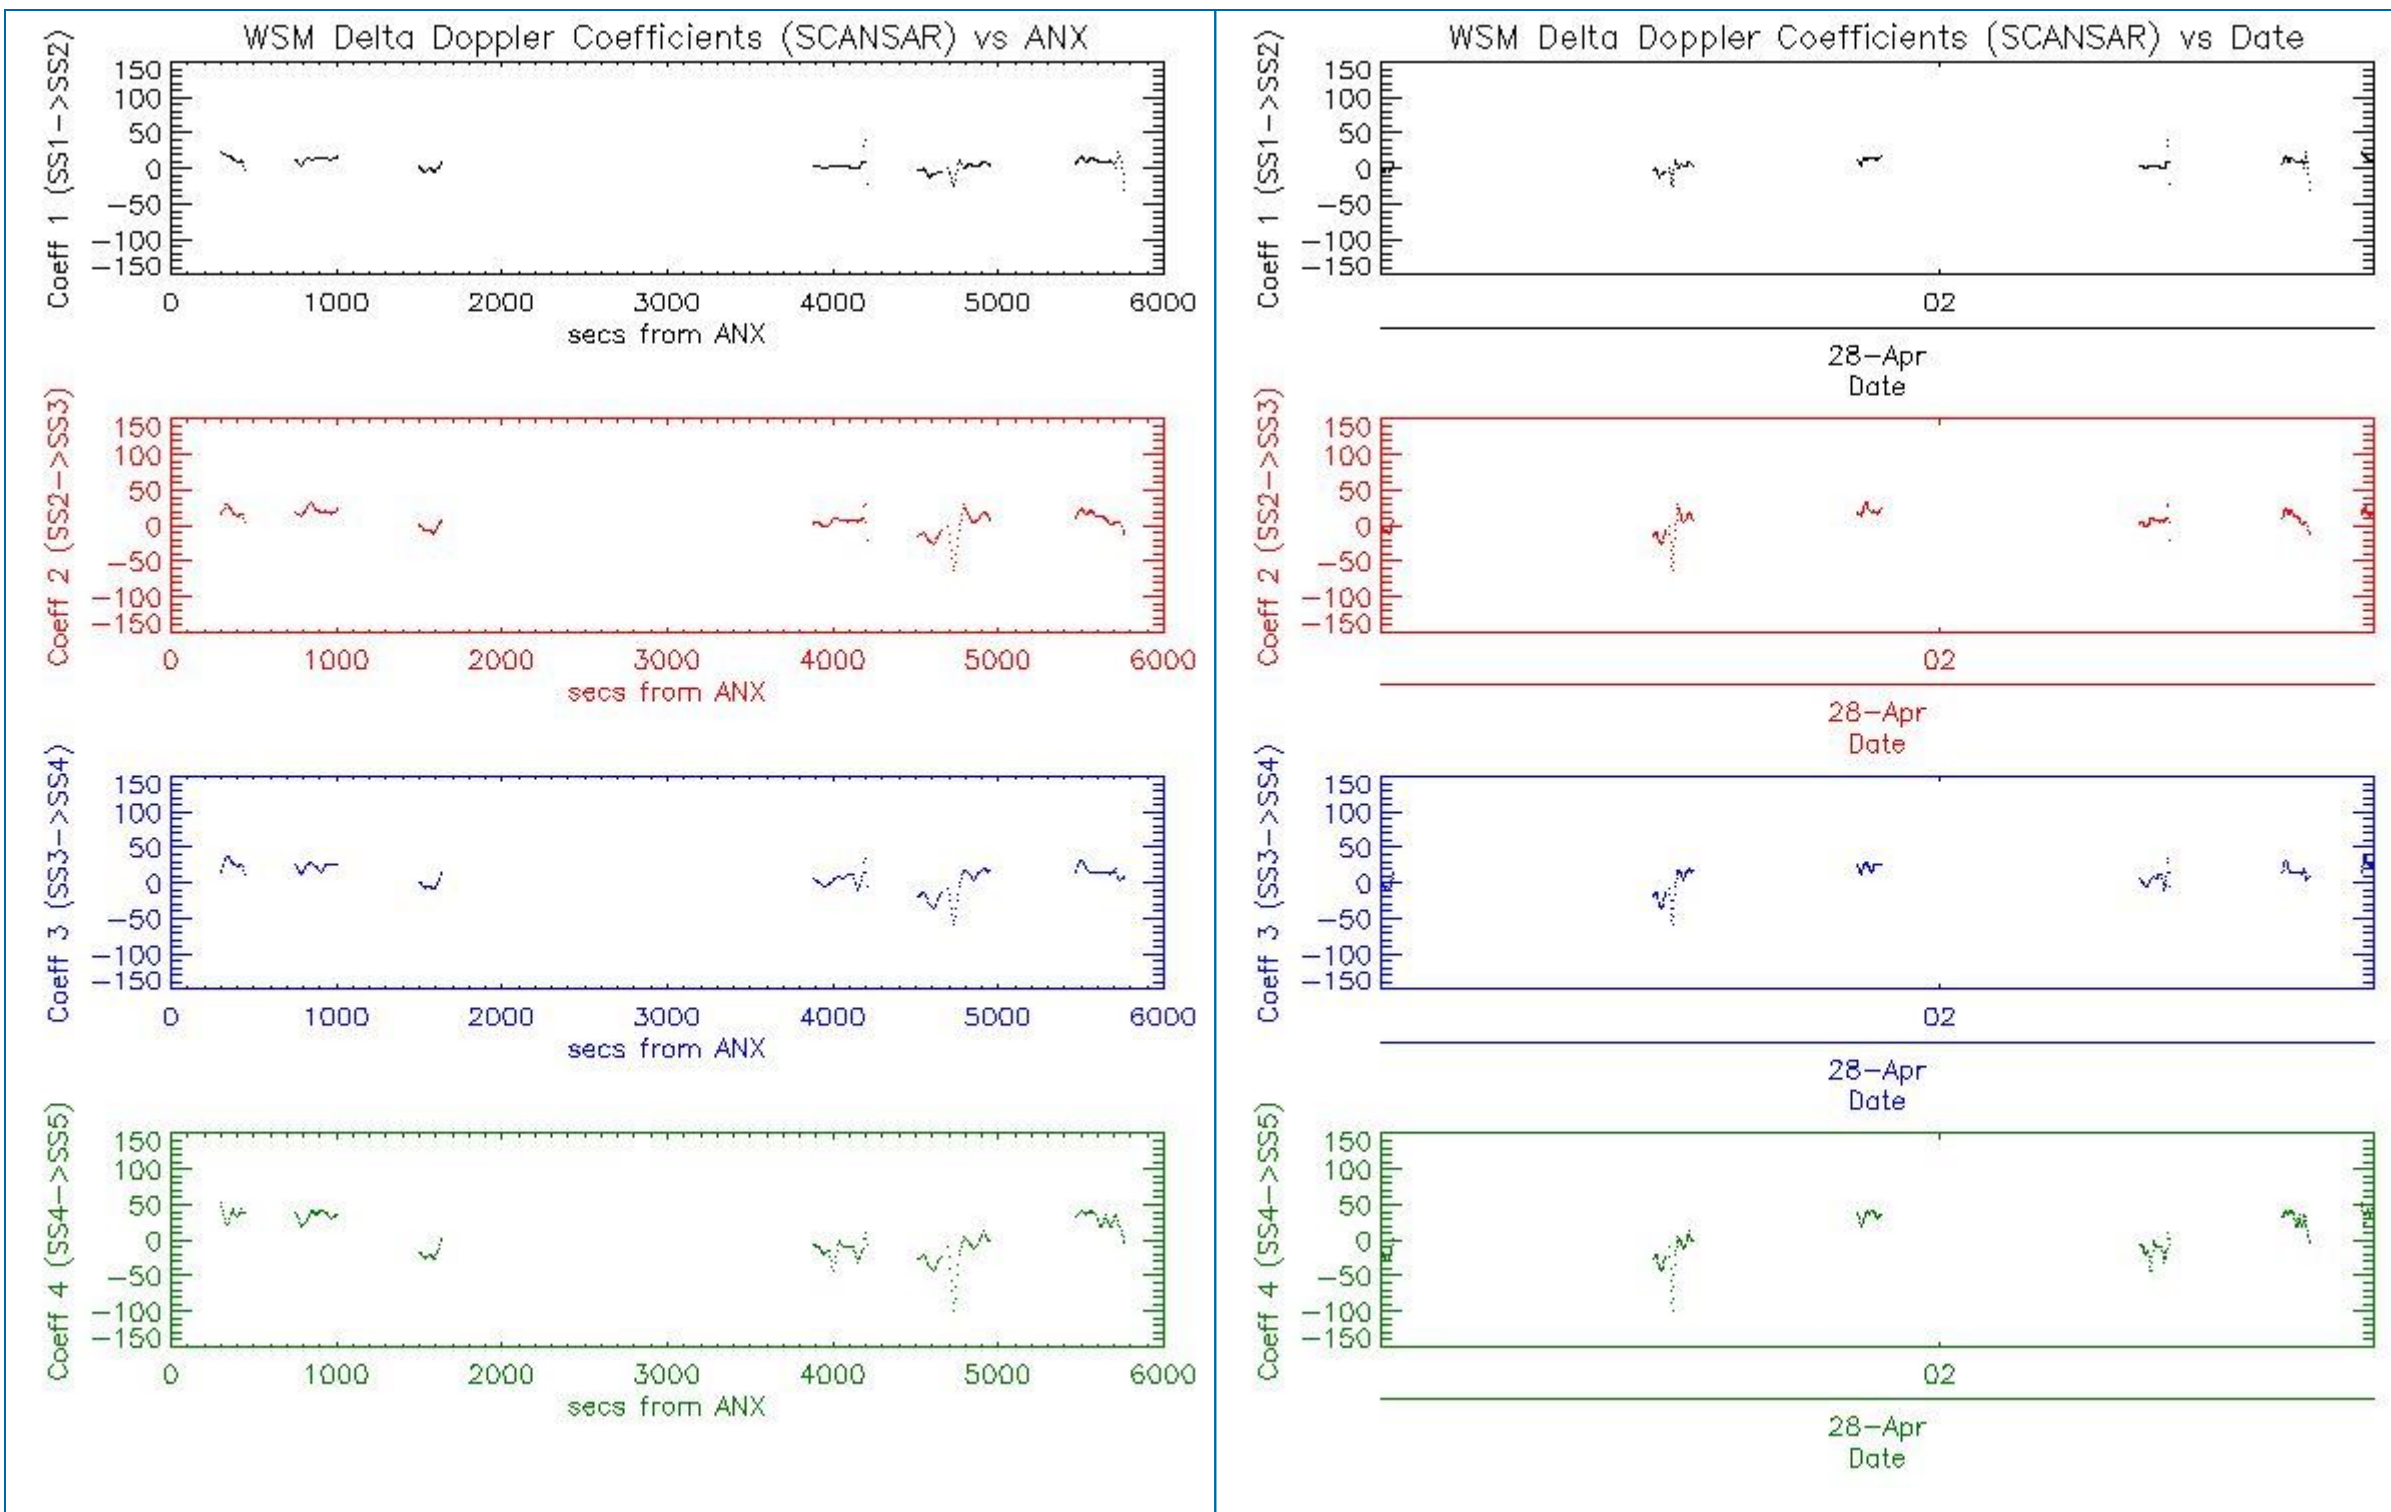 WSM Delta Doppler Coefficients (SCANSAR) vs ANX
Coeff 1 (SS1->SS2)
150
100
50
0
-50
-100
-150
0 1000 2000 3000 4000 5000 6000
secs from ANX
Coeff 2 (SS2->SS3)
150
100
50
0
-50
-100
-150
0 1000 2000 3000 4000 5000 6000
secs from ANX
Coeff 3 (SS3->SS4)
150
100
50
0
-50
-100
-150
0 1000 2000 3000 4000 5000 6000
secs from ANX
Coeff 4 (SS4->SS5)
150
100
50
0
-50
-100
-150
0 1000 2000 3000 4000 5000 6000
secs from ANX
WSM Delta Doppler Coefficients (SCANSAR) vs Date
Coeff 1 (SS1->SS2)
150
100
50
0
-50
-100
-150
02
28-Apr
Date
Coeff 2 (SS2->SS3)
150
100
50
0
-50
-100
-150
02
28-Apr
Date
Coeff 3 (SS3->SS4)
150
100
50
0
-50
-100
-150
02
28-Apr
Date
Coeff 4 (SS4->SS5)
150
100
50
0
-50
-100
-150
02
28-Apr
Date